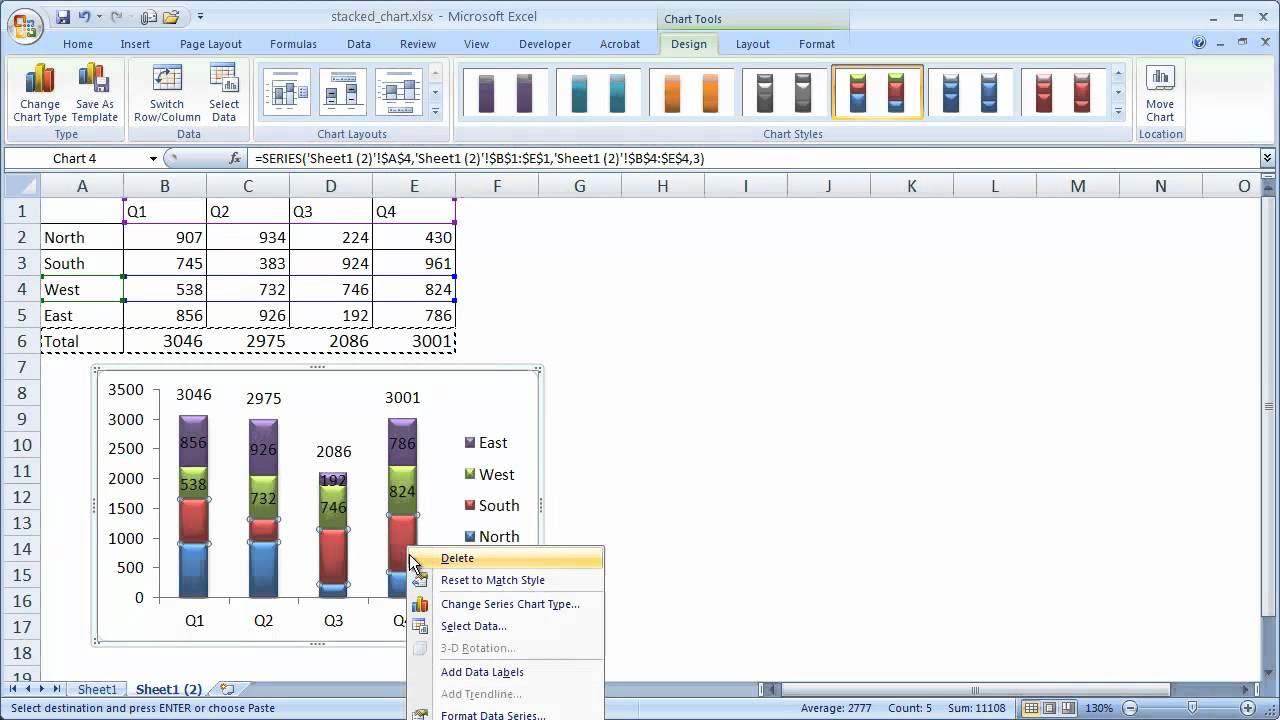 stacked_chart.xlsx - Microsoft Excel
Chart Tools
Home Insert Page Layout Formulas Data Review View Developer Acrobat Design Layout Format
Change Chart Type
Save As Template
Type
Switch Row/Column
Select Data
Data
Chart Layouts
Chart Styles
Move Chart
Location
Chart 4
fx
=SERIES('Sheet1 (2)'!$A$4,'Sheet1 (2)'!$B$1:$E$1,'Sheet1 (2)'!$B$4:$E$4,3)
A B C D E F G H I J K L M N O
1 Q1 Q2 Q3 Q4
2 North 907 934 224 430
3 South 745 383 924 961
4 West 538 732 746 824
5 East 856 926 192 786
6 Total 3046 2975 2086 3001
7
8
9
10
11
12
13
14
15
16
17
18
19
3500
3000
2500
2000
1500
1000
500
0
3046 2975 2086 3001
856 926 192 786
538 732 746 824
Q1 Q2 Q3
East
West
South
North
Delete
Reset to Match Style
Change Series Chart Type...
Select Data...
3-D Rotation...
Add Data Labels
Add Trendline...
Format Data Series...
Sheet1 Sheet1 (2)
Select destination and press ENTER or choose Paste
Average: 2777 Count: 5 Sum: 11108 130%